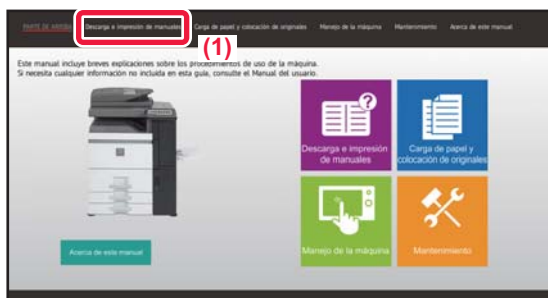 PARTE DE ARRIBA Descarga e impresión de manuales Carga de papel y colocación de originales Manejo de la máquina Mantenimiento Acerca de este manual
(1)
Este manual incluye breves explicaciones sobre los procedimientos de uso de la máquina.
Si necesita cualquier información no incluida en esta guía, consulte el Manual del usuario.
Descarga e impresión
de manuales
Carga de papel y
colocación de originales
Manejo de la máquina
Mantenimiento
Acerca de este manual